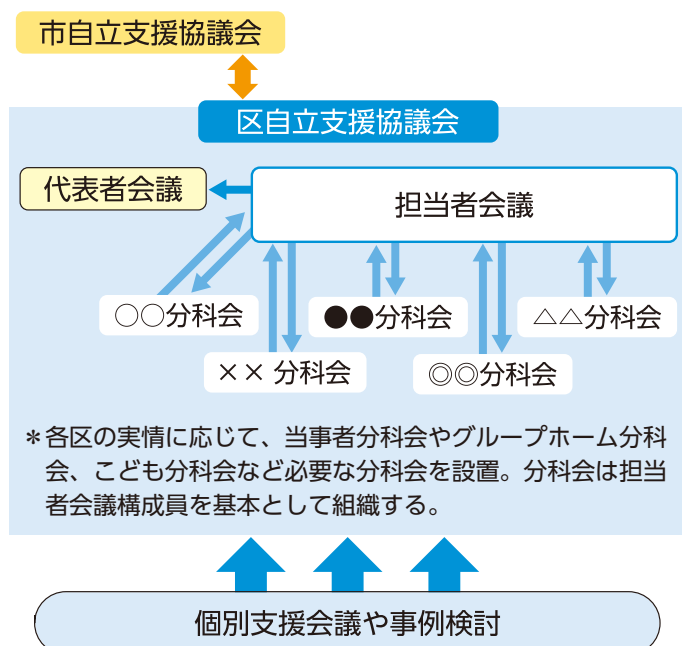 市自立支援協議会
区自立支援協議会
代表者会議
担当者会議
○○分科会
●●分科会
△△分科会
×× 分科会
◎◎分科会
＊各区の実情に応じて、当事者分科会やグループホーム分科
会、こども分科会など必要な分科会を設置。分科会は担当
者会議構成員を基本として組織する。
個別支援会議や事例検討